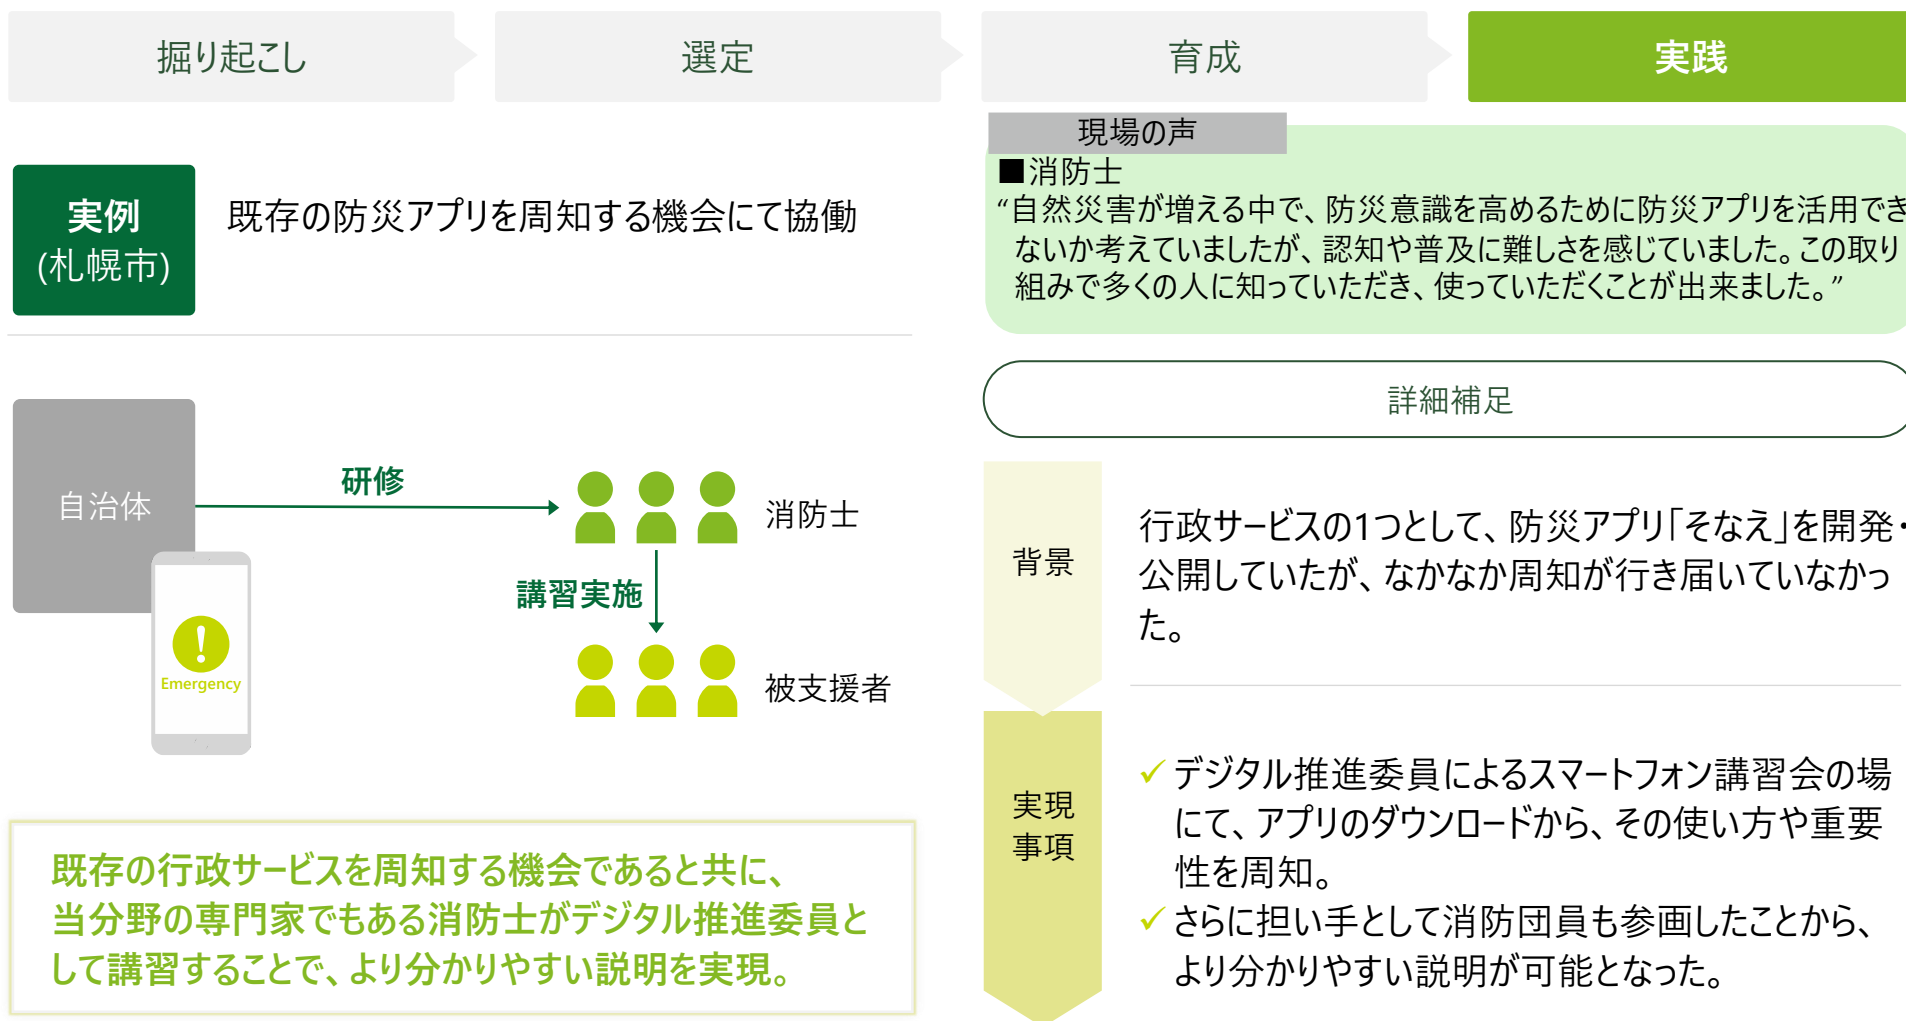 掘り起こし
選定
育成
実践
実例
(札幌市)
既存の防災アプリを周知する機会にて協働
自治体
Emergency
研修
消防士
講習実施
被支援者
既存の行政サービスを周知する機会であると共に、
当分野の専門家でもある消防士がデジタル推進委員と
して講習することで、より分かりやすい説明を実現。
現場の声
■消防士
“自然災害が増える中で、防災意識を高めるために防災アプリを活用でき
ないか考えていましたが、認知や普及に難しさを感じていました。この取り
組みで多くの人に知っていただき、使っていただくことが出来ました。”
詳細補足
背景
行政サービスの1つとして、防災アプリ「そなえ」を開発・
公開していたが、なかなか周知が行き届いていなかっ
た。
実現
事項
✓デジタル推進委員によるスマートフォン講習会の場
にて、アプリのダウンロードから、その使い方や重要
性を周知。
✓さらに担い手として消防団員も参画したことから、
より分かりやすい説明が可能となった。